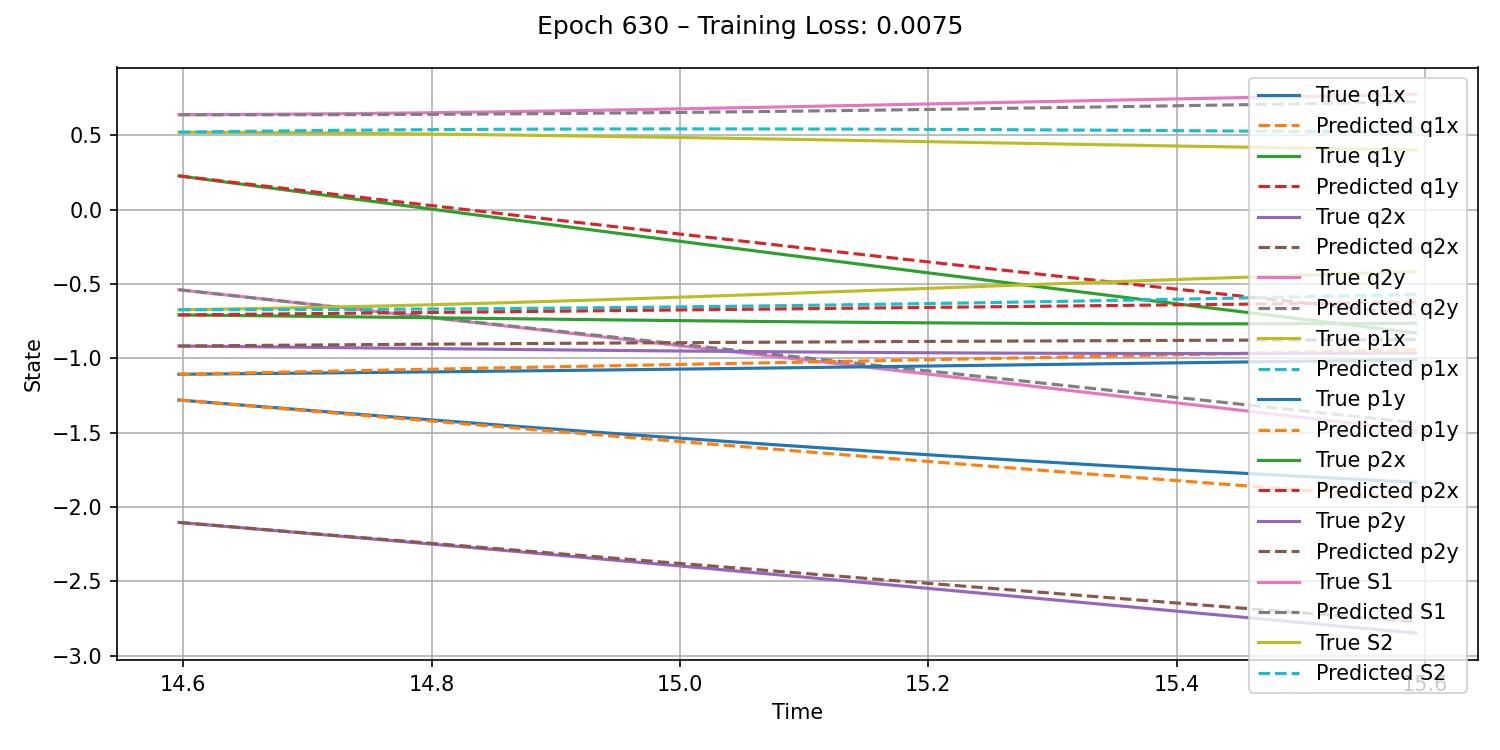 Epoch 630 – Training Loss: 0.0075
State
0.5
0.0
−0.5
−1.0
−1.5
−2.0
−2.5
−3.0
True q1x
Predicted q1x
True q1y
Predicted q1y
True q2x
Predicted q2x
True q2y
Predicted q2y
True p1x
Predicted p1x
True p1y
Predicted p1y
True p2x
Predicted p2x
True p2y
Predicted p2y
True S1
Predicted S1
True S2
Predicted S2
14.6 14.8 15.0 15.2 15.4 15.6
Time